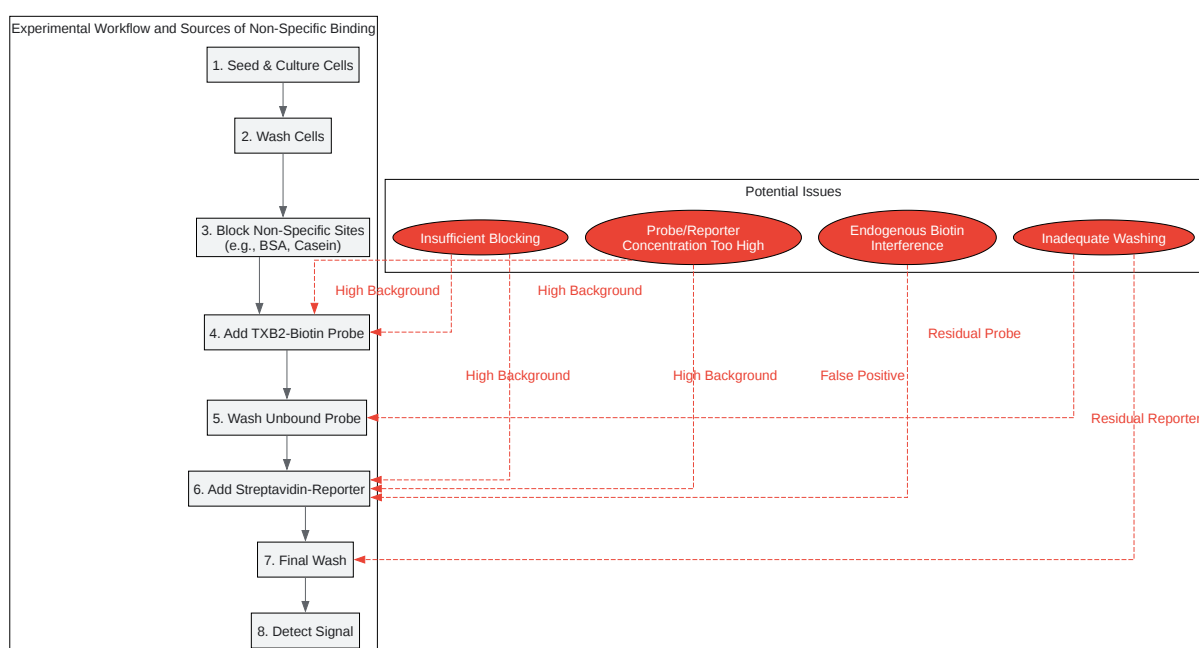 Experimental Workflow and Sources of Non-Specific Binding
1. Seed & Culture Cells
2. Wash Cells
3. Block Non-Specific Sites
(e.g., BSA, Casein)
4. Add TXB2-Biotin Probe
5. Wash Unbound Probe
6. Add Streptavidin-Reporter
7. Final Wash
8. Detect Signal
Potential Issues
Insufficient Blocking
Probe/Reporter
Concentration Too High
Endogenous Biotin
Interference
Inadequate Washing
High Background
High Background
Residual Probe
High Background
High Background
False Positive
Residual Reporter